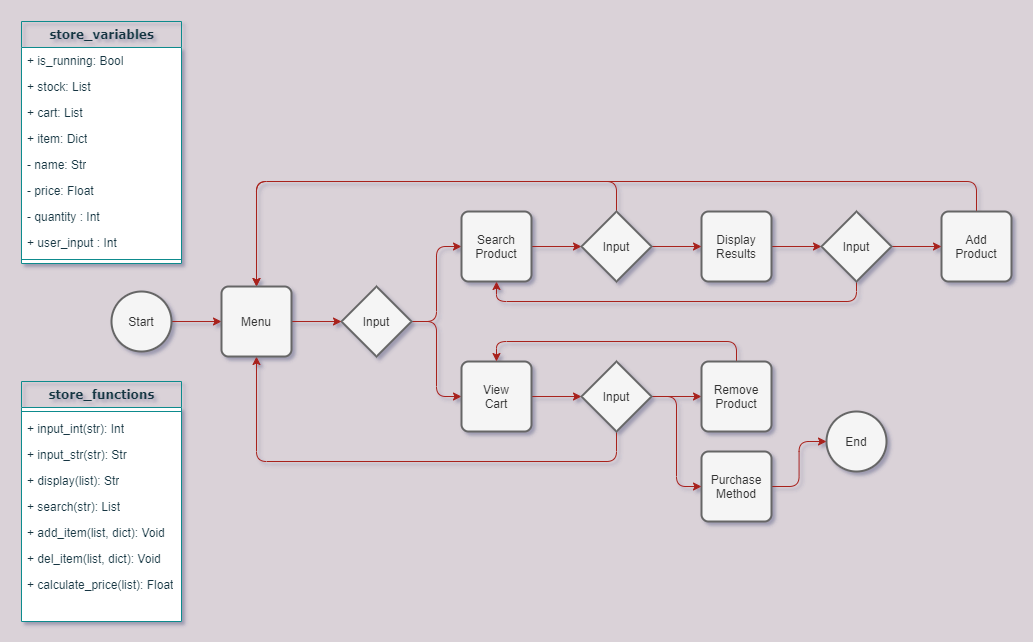 store_variables
+ is_running: Bool
+ stock: List
+ cart: List
+ item: Dict
- name: Str
- price: Float
- quantity : Int
+ user_input : Int
Search
Product
Input
Display
Results
Input
Add
Product
Start
Menu
Input
View
Cart
Input
Remove
Product
End
Purchase
Method
store_functions
+ input_int(str): Int
+ input_str(str): Str
+ display(list): Str
+ search(str): List
+ add_item(list, dict): Void
+ del_item(list, dict): Void
+ calculate_price(list): Float